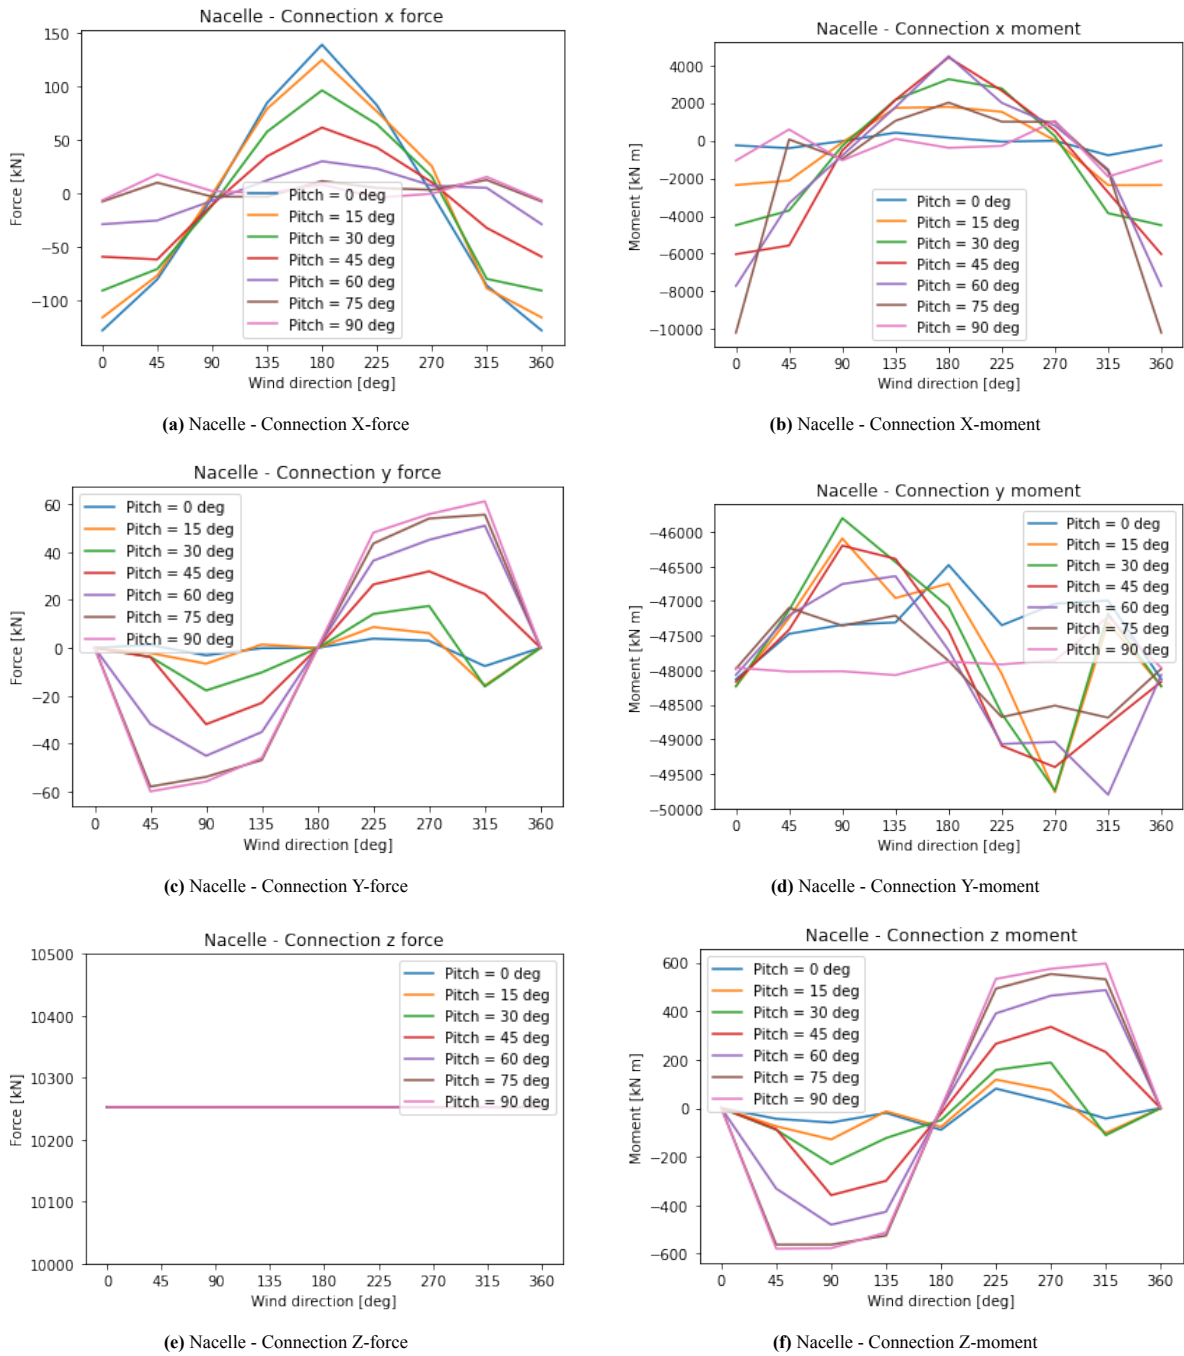 Nacelle - Connection x force
150
100
50
0
−50
−100
Force [kN]
Pitch = 0 deg
Pitch = 15 deg
Pitch = 30 deg
Pitch = 45 deg
Pitch = 60 deg
Pitch = 75 deg
Pitch = 90 deg
0 45 90 135 180 225 270 315 360
Wind direction [deg]
(a) Nacelle - Connection X-force
Nacelle - Connection x moment
4000
2000
0
−2000
−4000
−6000
−8000
−10000
Moment [kN m]
Pitch = 0 deg
Pitch = 15 deg
Pitch = 30 deg
Pitch = 45 deg
Pitch = 60 deg
Pitch = 75 deg
Pitch = 90 deg
0 45 90 135 180 225 270 315 360
Wind direction [deg]
(b) Nacelle - Connection X-moment
Nacelle - Connection y force
60
40
20
0
−20
−40
−60
Force [kN]
Pitch = 0 deg
Pitch = 15 deg
Pitch = 30 deg
Pitch = 45 deg
Pitch = 60 deg
Pitch = 75 deg
Pitch = 90 deg
0 45 90 135 180 225 270 315 360
Wind direction [deg]
(c) Nacelle - Connection Y-force
Nacelle - Connection y moment
−46000
−46500
−47000
−47500
−48000
−48500
−49000
−49500
−50000
Moment [kN m]
Pitch = 0 deg
Pitch = 15 deg
Pitch = 30 deg
Pitch = 45 deg
Pitch = 60 deg
Pitch = 75 deg
Pitch = 90 deg
0 45 90 135 180 225 270 315 360
Wind direction [deg]
(d) Nacelle - Connection Y-moment
Nacelle - Connection z force
10500
10400
10300
10200
10100
10000
Force [kN]
Pitch = 0 deg
Pitch = 15 deg
Pitch = 30 deg
Pitch = 45 deg
Pitch = 60 deg
Pitch = 75 deg
Pitch = 90 deg
0 45 90 135 180 225 270 315 360
Wind direction [deg]
(e) Nacelle - Connection Z-force
Nacelle - Connection z moment
600
400
200
0
−200
−400
−600
Moment [kN m]
Pitch = 0 deg
Pitch = 15 deg
Pitch = 30 deg
Pitch = 45 deg
Pitch = 60 deg
Pitch = 75 deg
Pitch = 90 deg
0 45 90 135 180 225 270 315 360
Wind direction [deg]
(f) Nacelle - Connection Z-moment